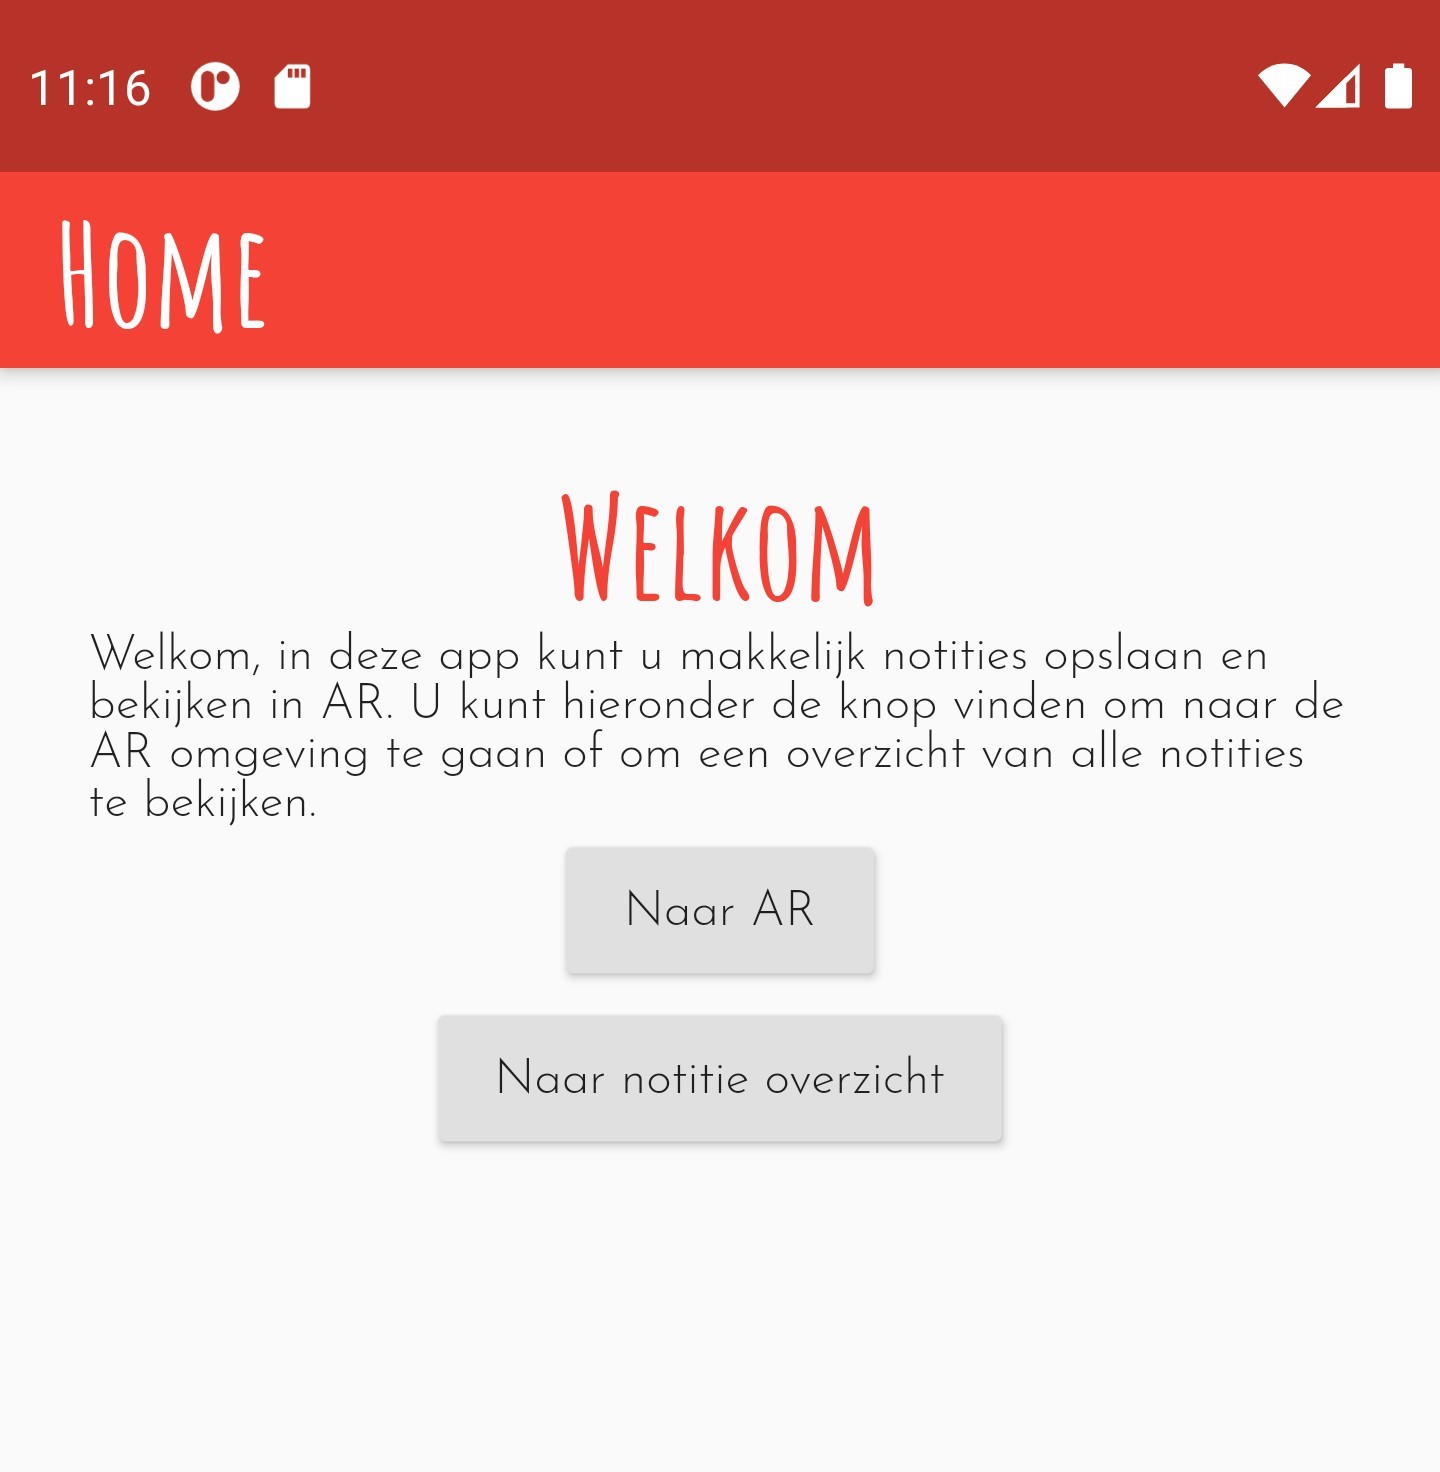 11:16
Home
Welkom
Welkom, in deze app kunt u makkelijk notities opslaan en
bekijken in AR. U kunt hieronder de knop vinden om naar de
AR omgeving te gaan of om een overzicht van alle notities
te bekijken.
Naar AR
Naar notitie overzicht